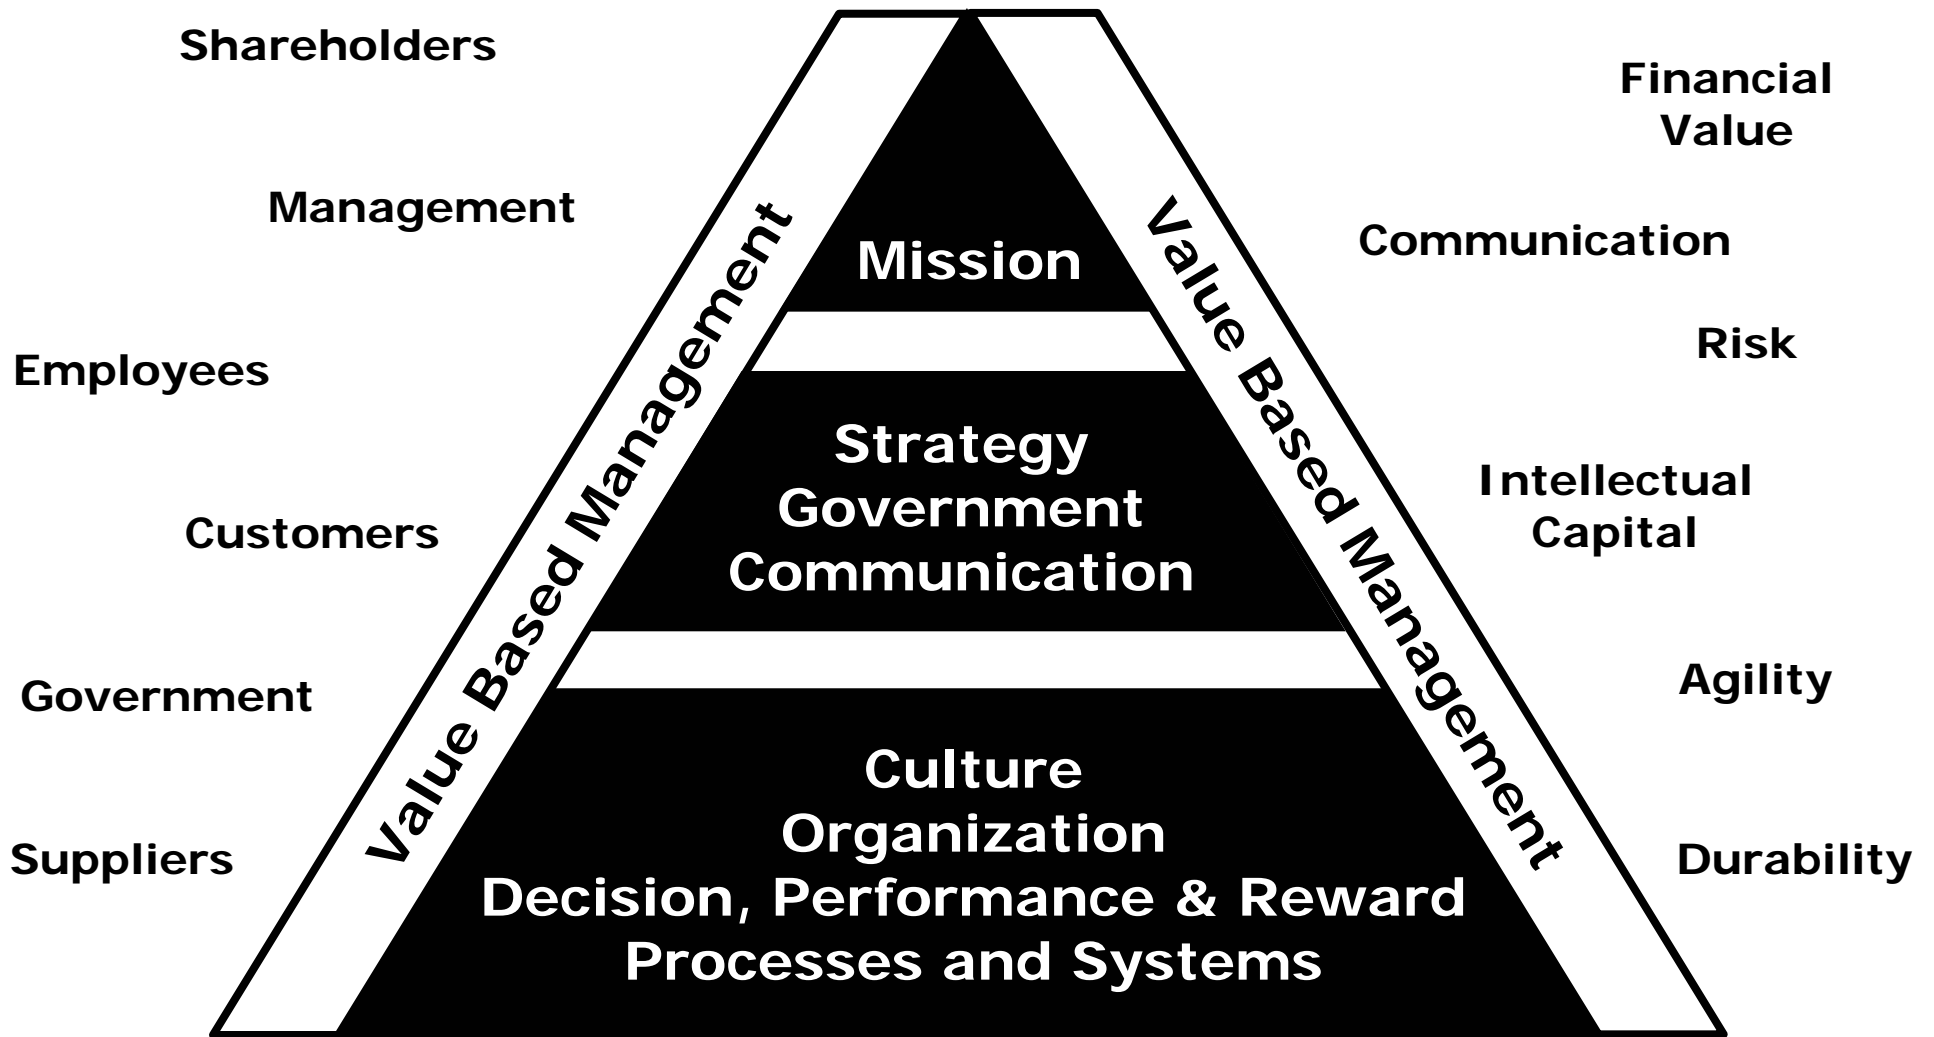 Shareholders
Management
Employees
Customers
Government
Suppliers
Value Based Management
Mission
Strategy
Government
Communication
Culture
Organization
Decision, Performance & Reward
Processes and Systems
Value Based Management
Financial
Value
Communication
Risk
Intellectual
Capital
Agility
Durability